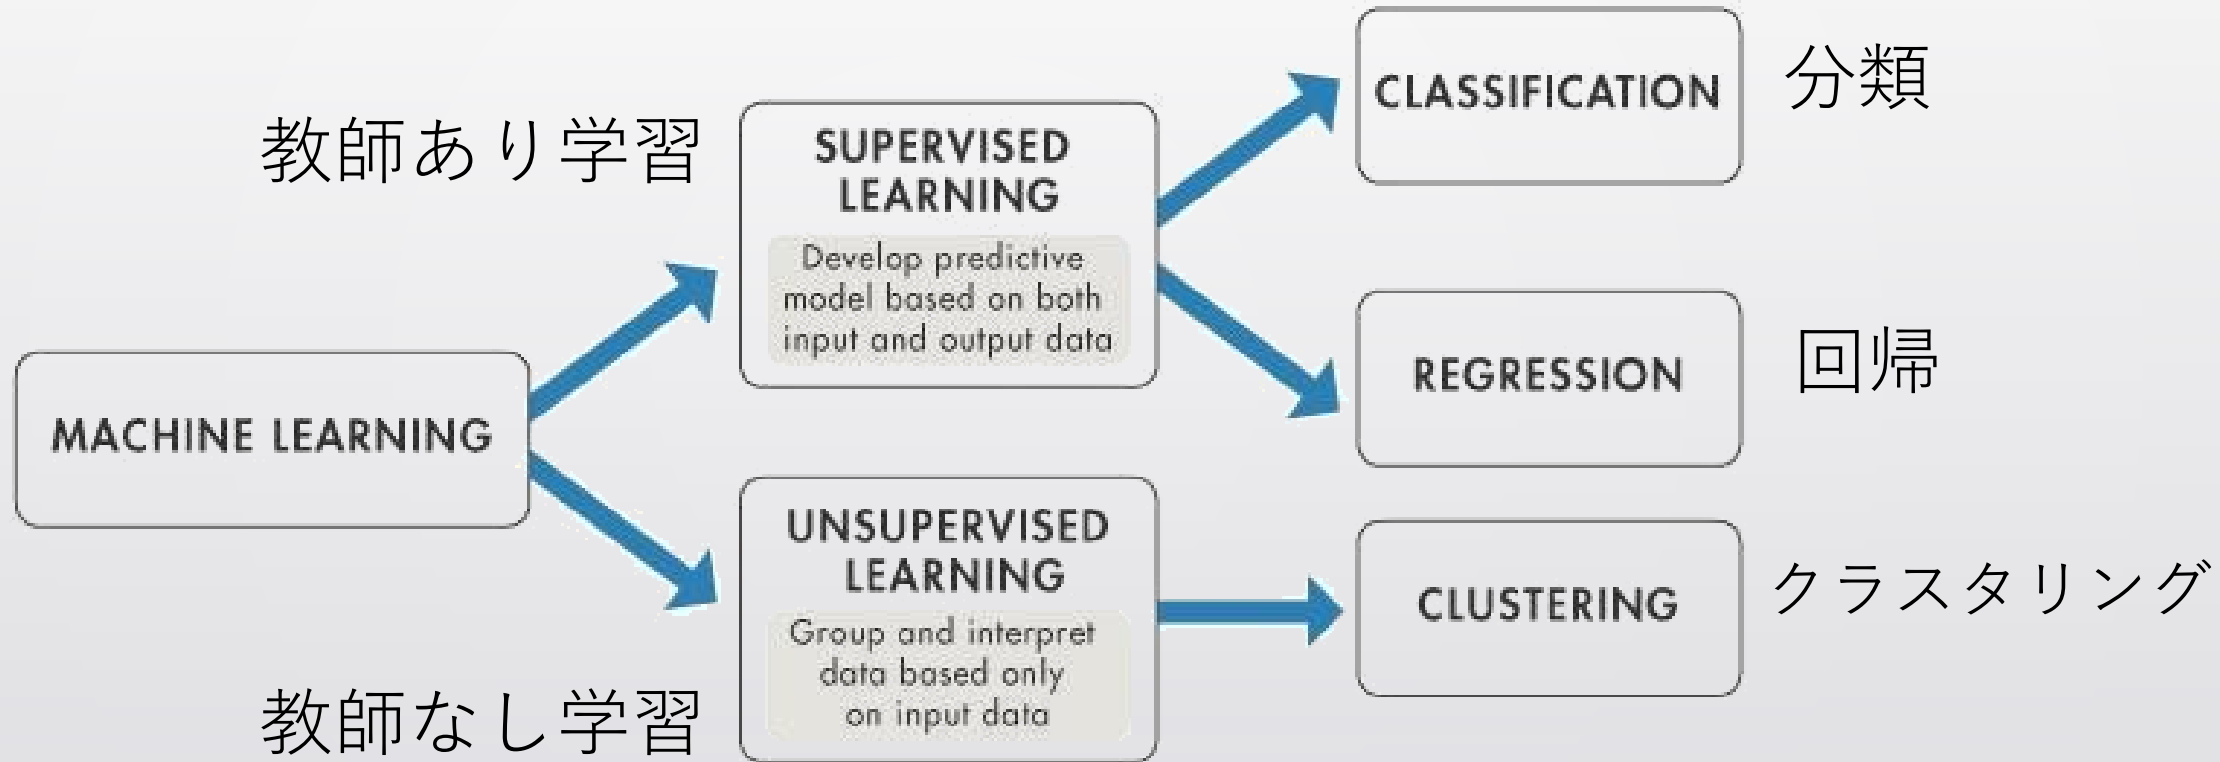 MACHINE LEARNING
教師あり学習
SUPERVISED
LEARNING
Develop predictive
model based on both
input and output data
CLASSIFICATION
分類
REGRESSION
回帰
教師なし学習
UNSUPERVISED
LEARNING
Group and interpret
data based only
on input data
CLUSTERING
クラスタリング